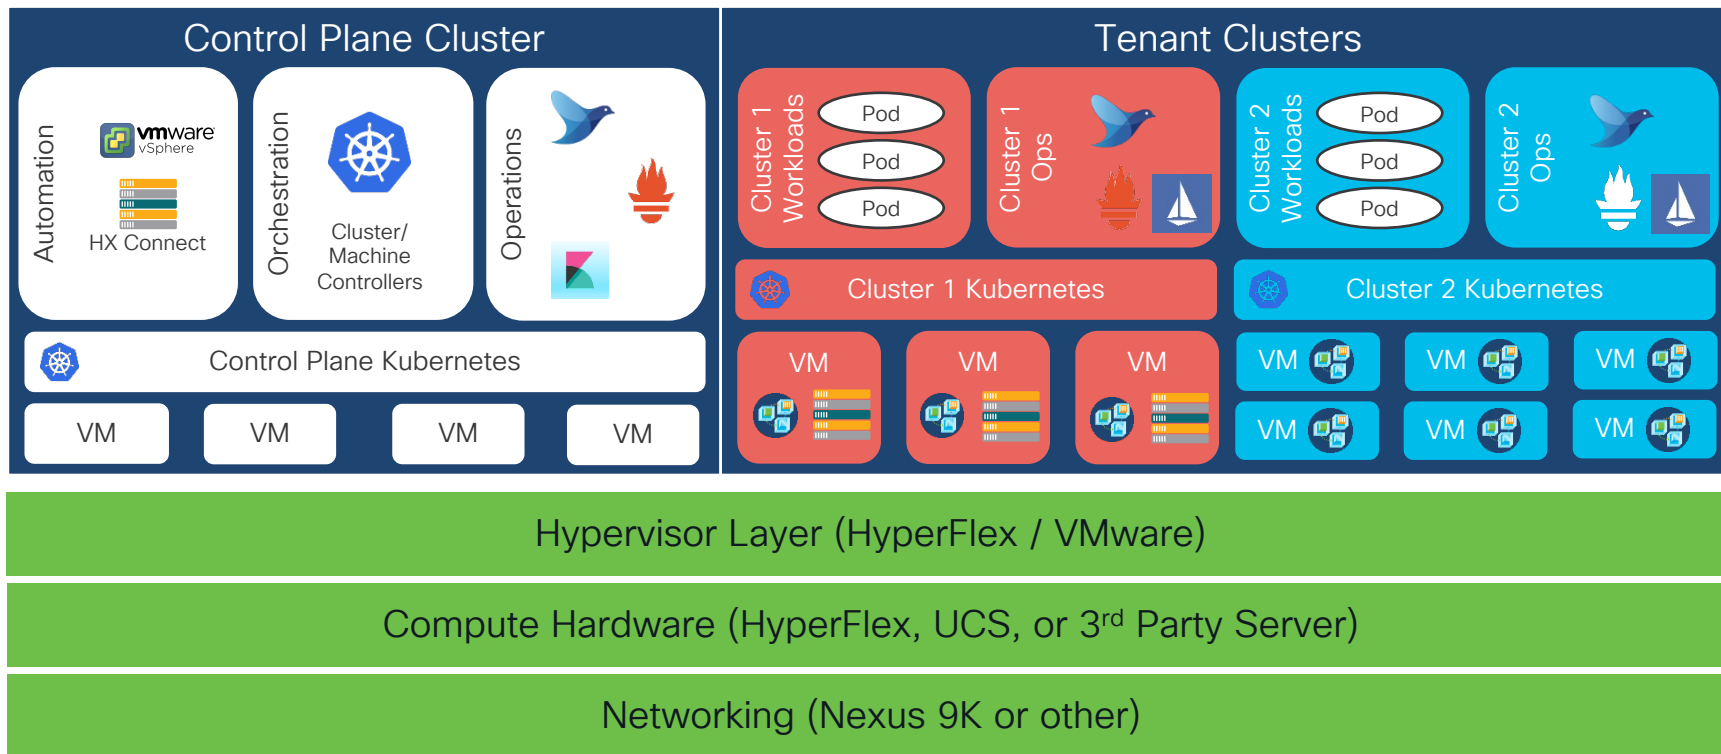 Control Plane Cluster
Automation
vmware
vSphere
HX Connect
Orchestration
Cluster/
Machine
Controllers
Operations
Control Plane Kubernetes
VM
VM
VM
VM
Tenant Clusters
Cluster 1
Workloads
Pod
Pod
Pod
Cluster 1
Ops
Cluster 2
Workloads
Pod
Pod
Pod
Cluster 2
Ops
Cluster 1 Kubernetes
Cluster 2 Kubernetes
VM
VM
VM
VM
VM
VM
VM
VM
VM
Hypervisor Layer (HyperFlex / VMware)
Compute Hardware (HyperFlex, UCS, or 3rd Party Server)
Networking (Nexus 9K or other)